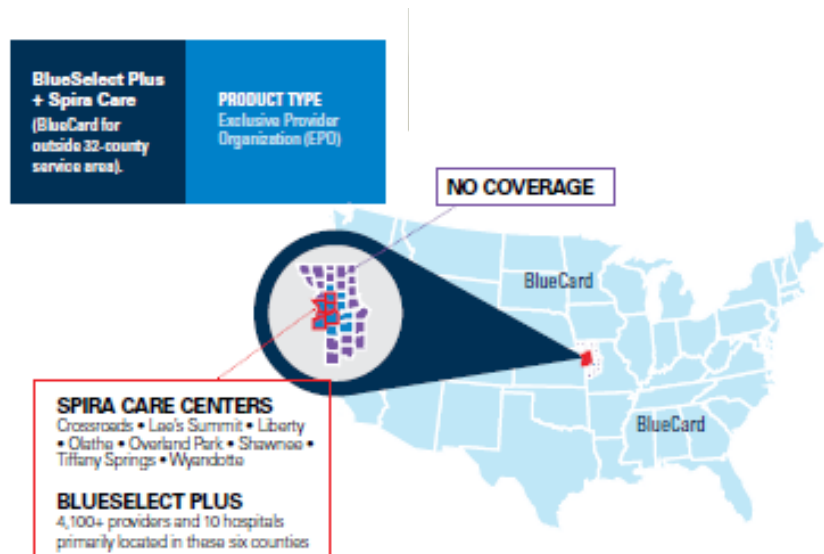 BlueSelect Plus
+ Spira Care
(BlueCard for
outside 32-county
service area).
PRODUCT TYPE
Exclusive Provider
Organization (EPO)
NO COVERAGE
BlueCard
BlueCard
SPIRA CARE CENTERS
Crossroads • Lee's Summit • Liberty
• Olathe • Overland Park • Shawnee •
Tiffany Springs • Wyandotte
BLUESELECT PLUS
4,100+ providers and 10 hospitals
primarily located in these six counties